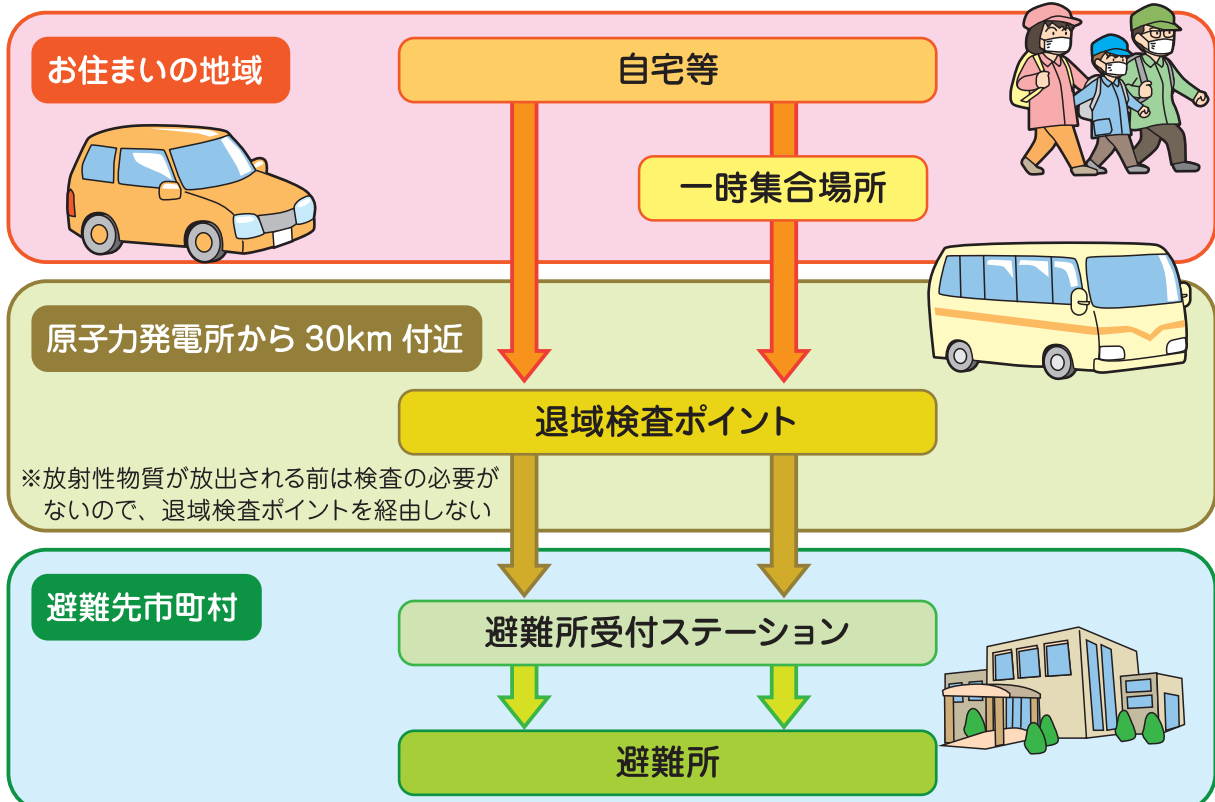 お住まいの地域
自宅等
一時集合場所
原子力発電所から 30km 付近
退域検査ポイント
※放射性物質が放出される前は検査の必要が
ないので、退域検査ポイントを経由しない
避難先市町村
避難所受付ステーション
避難所